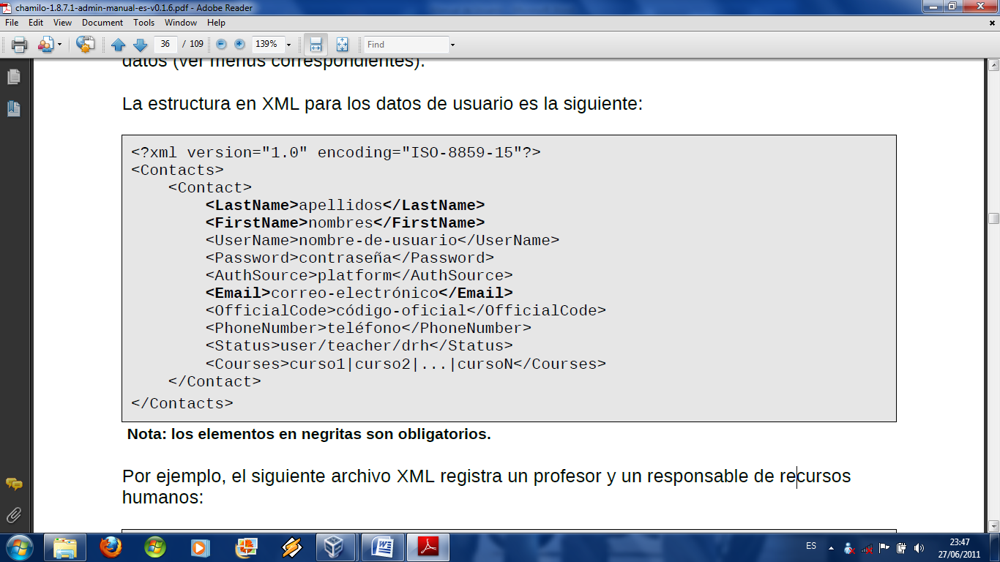 chamilo-1.8.7.1-admin-manual-es-v0.1.6.pdf - Adobe Reader
File Edit View Document Tools Window Help
36 / 109 139% Find
datos (ver menús correspondientes).
La estructura en XML para los datos de usuario es la siguiente:
<?xml version="1.0" encoding="ISO-8859-15"?>
<Contacts>
<Contact>
<LastName>apellidos</LastName>
<FirstName>nombres</FirstName>
<UserName>nombre-de-usuario</UserName>
<Password>contraseña</Password>
<AuthSource>platform</AuthSource>
<Email>correo-electrónico</Email>
<OfficialCode>código-oficial</OfficialCode>
<PhoneNumber>teléfono</PhoneNumber>
<Status>user/teacher/drh</Status>
<Courses>curso1|curso2|...|cursoN</Courses>
</Contact>
</Contacts>
Nota: los elementos en negritas son obligatorios.
Por ejemplo, el siguiente archivo XML registra un profesor y un responsable de recursos
humanos:
ES
23:47
27/06/2011